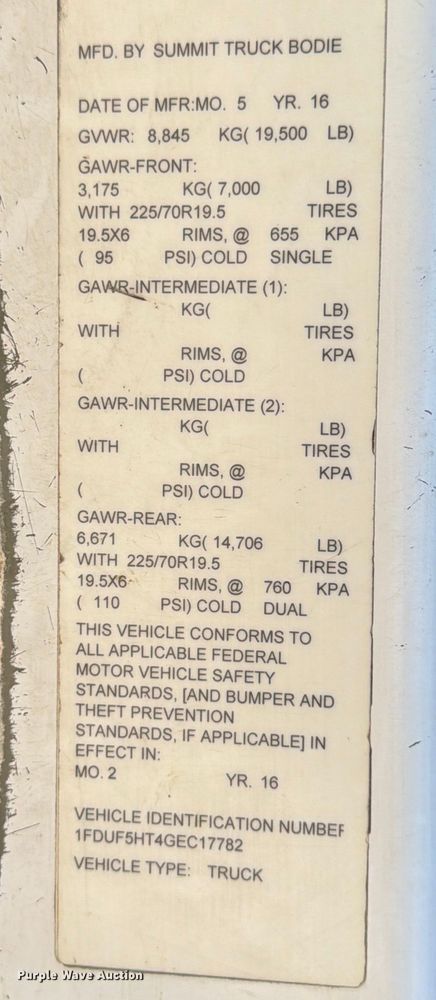 MFD. BY SUMMIT TRUCK BODIE
DATE OF MFR:MO. 5 YR. 16
GVWR: 8,845 KG( 19,500 LB)
GAWR-FRONT:
3,175 KG( 7,000 LB)
WITH 225/70R19.5 TIRES
19.5X6 RIMS, @ 655 KPA
( 95 PSI) COLD SINGLE
GAWR-INTERMEDIATE (1):
KG( LB)
WITH TIRES
RIMS, @ KPA
( PSI) COLD
GAWR-INTERMEDIATE (2):
KG( LB)
WITH TIRES
RIMS, @ KPA
( PSI) COLD
GAWR-REAR:
6,671 KG( 14,706 LB)
WITH 225/70R19.5 TIRES
19.5X6 RIMS, @ 760 KPA
( 110 PSI) COLD DUAL
THIS VEHICLE CONFORMS TO
ALL APPLICABLE FEDERAL
MOTOR VEHICLE SAFETY
STANDARDS, [AND BUMPER AND
THEFT PREVENTION
STANDARDS, IF APPLICABLE] IN
EFFECT IN:
MO. 2 YR. 16
VEHICLE IDENTIFICATION NUMBER
1FDUF5HT4GEC17782
VEHICLE TYPE: TRUCK
Purple Wave Auction